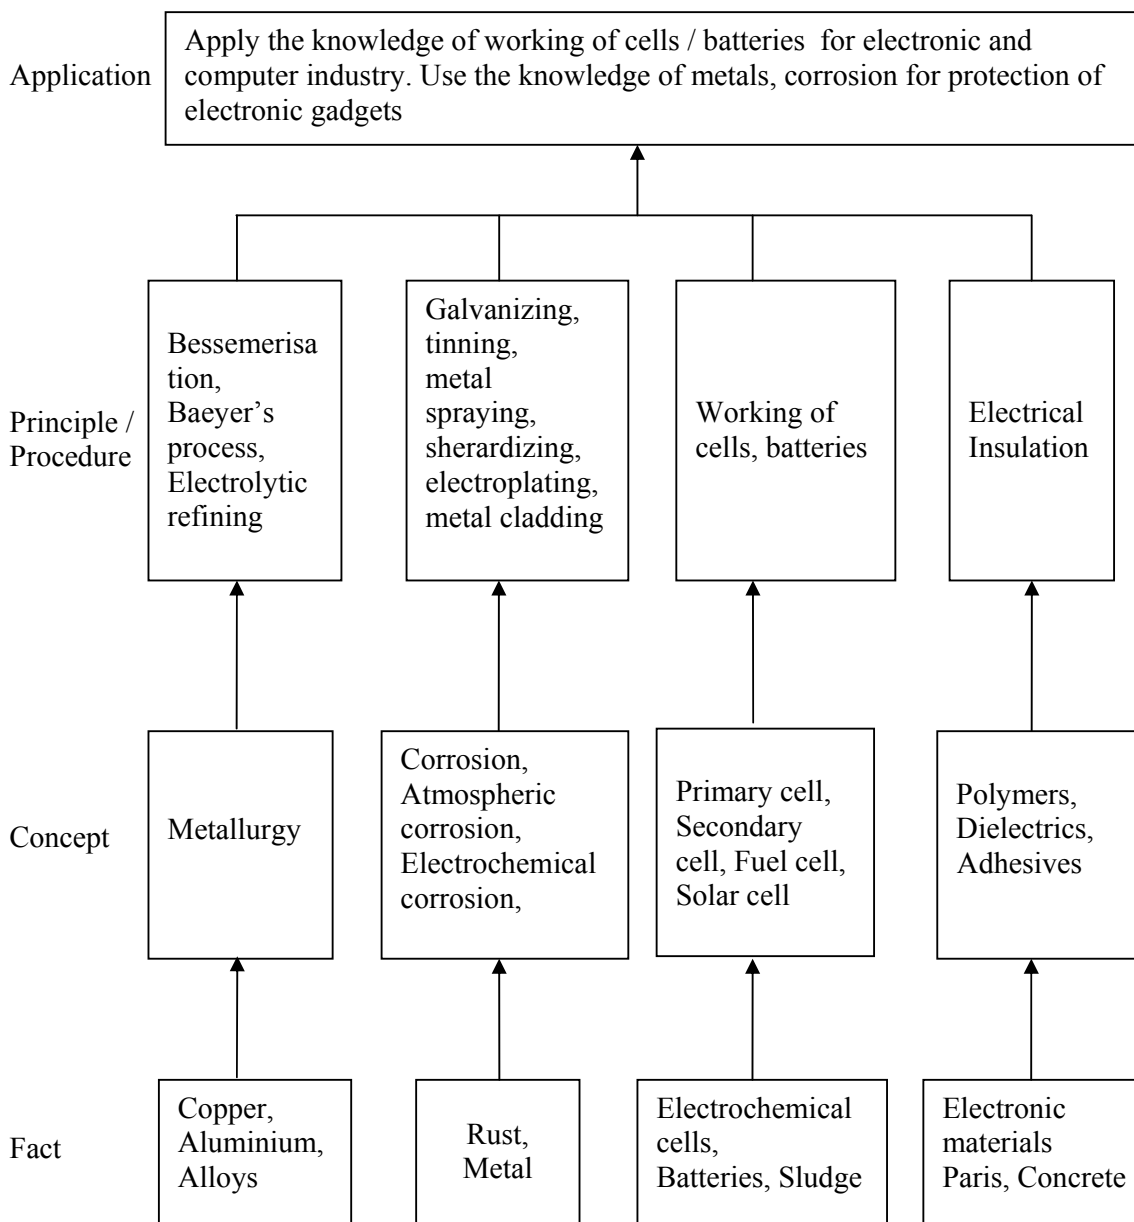 Application
Apply the knowledge of working of cells / batteries  for electronic and
computer industry. Use the knowledge of metals, corrosion for protection of
electronic gadgets
Principle /
Procedure
Bessemerisa
tion,
Baeyer’s
process,
Electrolytic
refining
Galvanizing,
tinning,
metal
spraying,
sherardizing,
electroplating,
metal cladding
Working of
cells, batteries
Electrical
Insulation
Concept
Metallurgy
Corrosion,
Atmospheric
corrosion,
Electrochemical
corrosion,
Primary cell,
Secondary
cell, Fuel cell,
Solar cell
Polymers,
Dielectrics,
Adhesives
Fact
Copper,
Aluminium,
Alloys
Rust,
Metal
Electrochemical
cells,
Batteries, Sludge
Electronic
materials
Paris, Concrete